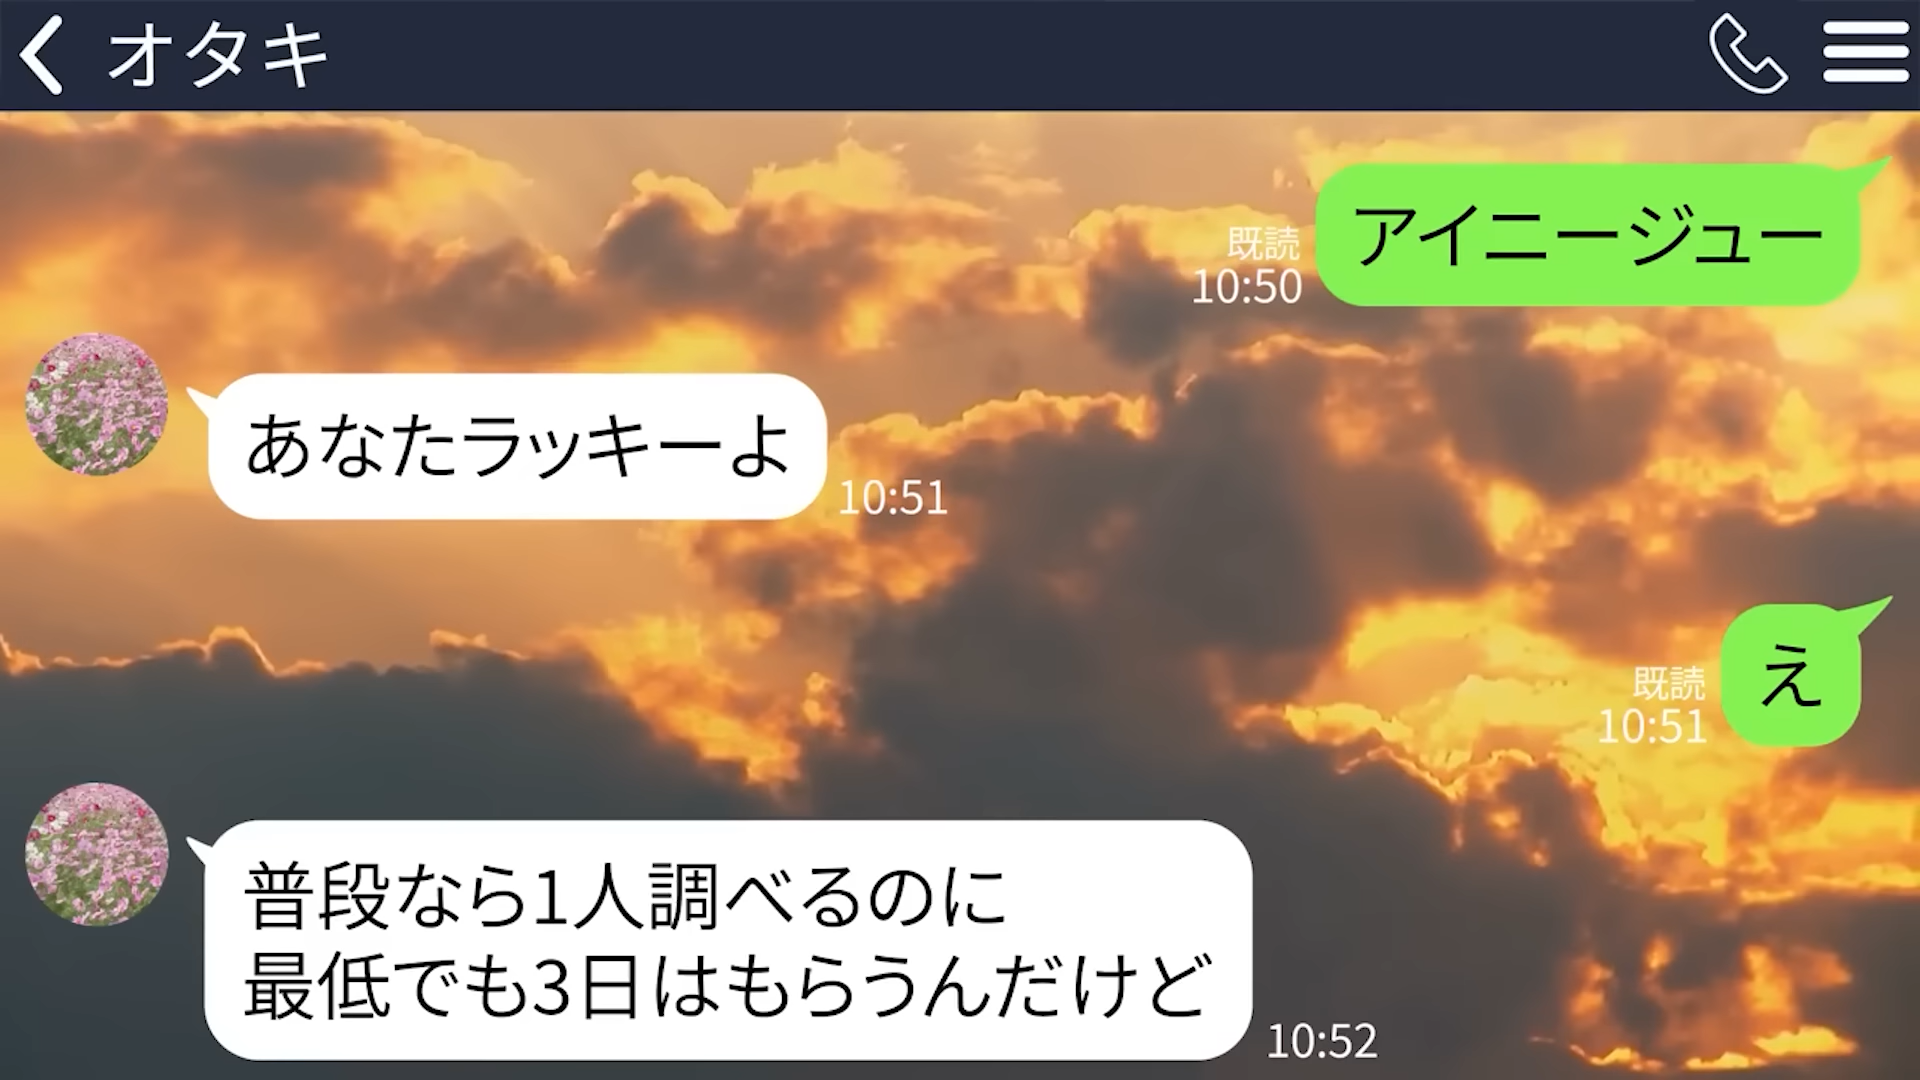 オタキ
アイニージュー
既読
10:50
あなたラッキーよ
10:51
え
既読
10:51
普段なら1人調べるのに
最低でも3日はもらうんだけど
10:52